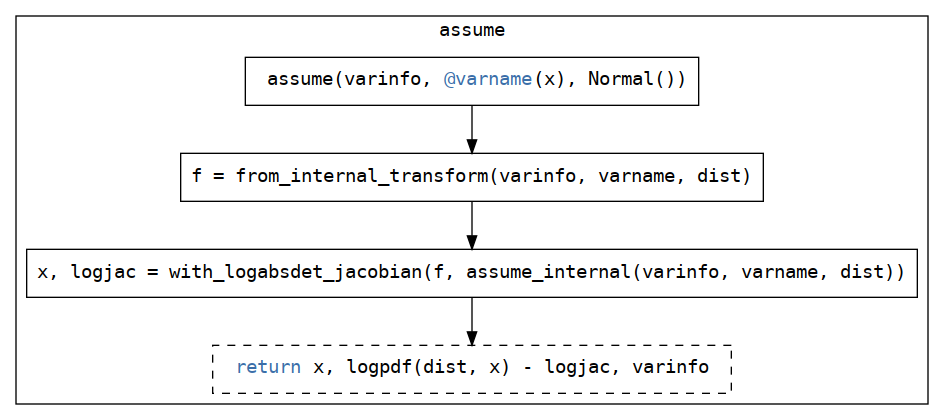 assume
assume(varinfo, @varname(x), Normal())
f = from_internal_transform(varinfo, varname, dist)
x, logjac = with_logabsdet_jacobian(f, assume_internal(varinfo, varname, dist))
return x, logpdf(dist, x) - logjac, varinfo